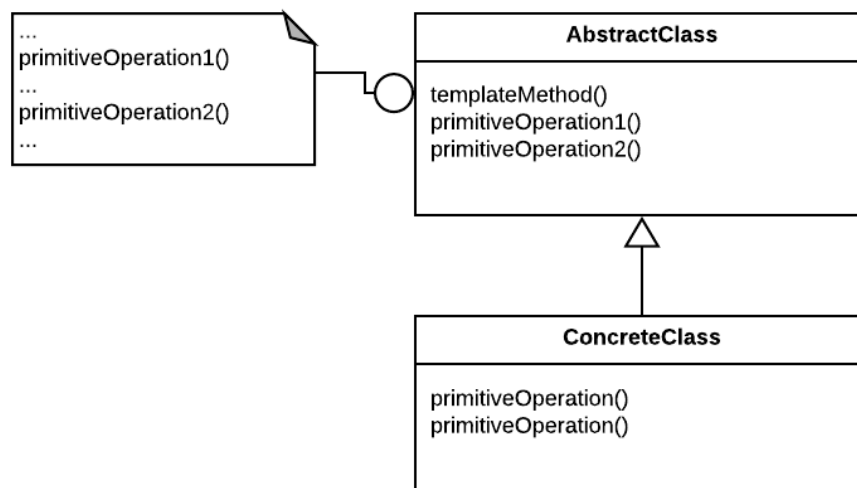 ...
primitiveOperation1()
...
primitiveOperation2()
...
AbstractClass
templateMethod()
primitiveOperation1()
primitiveOperation2()
ConcreteClass
primitiveOperation()
primitiveOperation()